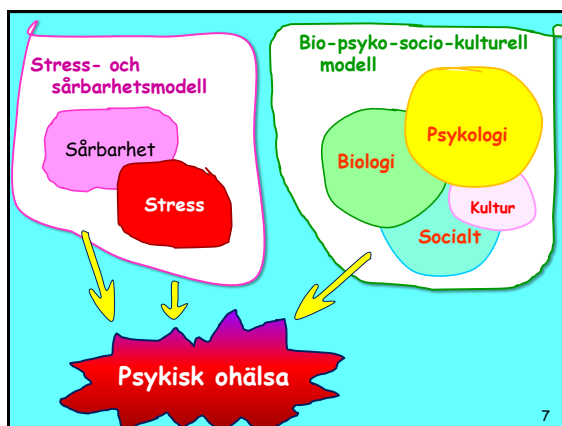 Stress- och
sårbarhetsmodell
Sårbarhet
Stress
Bio-psyko-socio-kulturell
modell
Psykologi
Biologi
Kultur
Socialt
Psykisk ohälsa
7